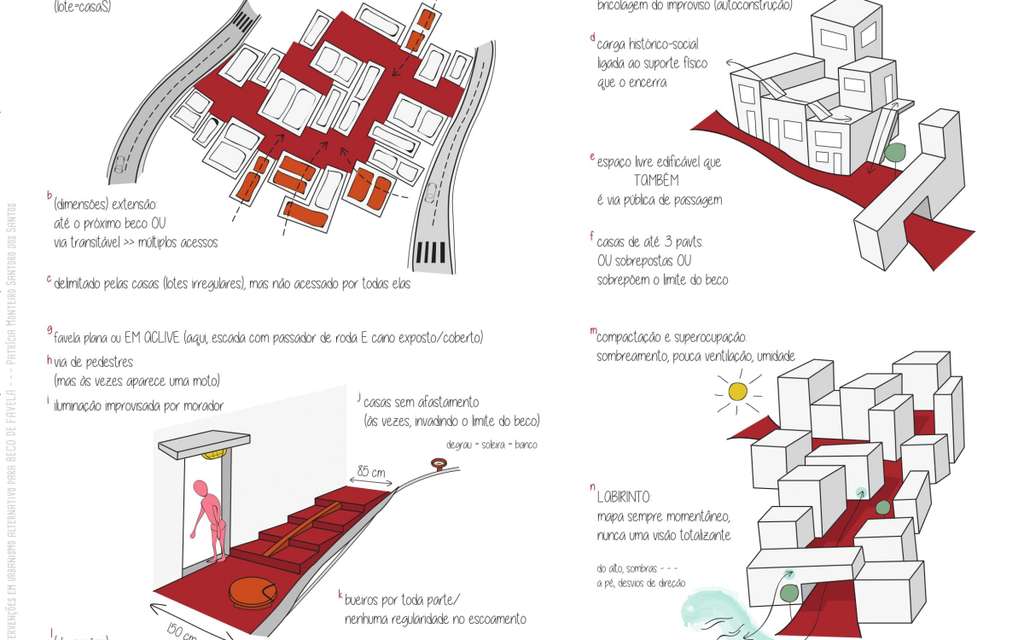 (lote=casaS)
b (dimensões) extensão:
até o próximo beco OU
via transitável >> múltiplos acessos
c delimitado pelas casas (lotes irregulares), mas não acessado por todas elas
bricolagem do improviso (autoconstrução)
d carga histórico-social
ligada ao suporte físico
que o encerra
e espaço livre edificável que
TAMBÉM
é via pública de passagem
f casas de até 3 pavts
OU sobrepostas OU
sobrepõem o limite do beco
g favela plana ou EM ACLIVE (aqui, escada com passador de roda E cano exposto/coberto)
h via de pedestres
(mas às vezes aparece uma moto)
i iluminação improvisada por morador
j casas sem afastamento
(às vezes, invadindo o limite do beco)
degrau - soleira - banco
85 cm
150 cm
k bueiros por toda parte/
nenhuma regularidade no escoamento
l
m compactação e superocupação:
sombreamento, pouca ventilação, umidade
n LABIRINTO
mapa sempre momentâneo,
nunca uma visão totalizante
do alto, sombras - - -
a pé, desvios de direção
ERVENÇÕES EM URBANISMO ALTERNATIVO PARA BECO DE FAVELA - - - PATRÍCIA MONTEIRO SANTORO DOS SANTOS